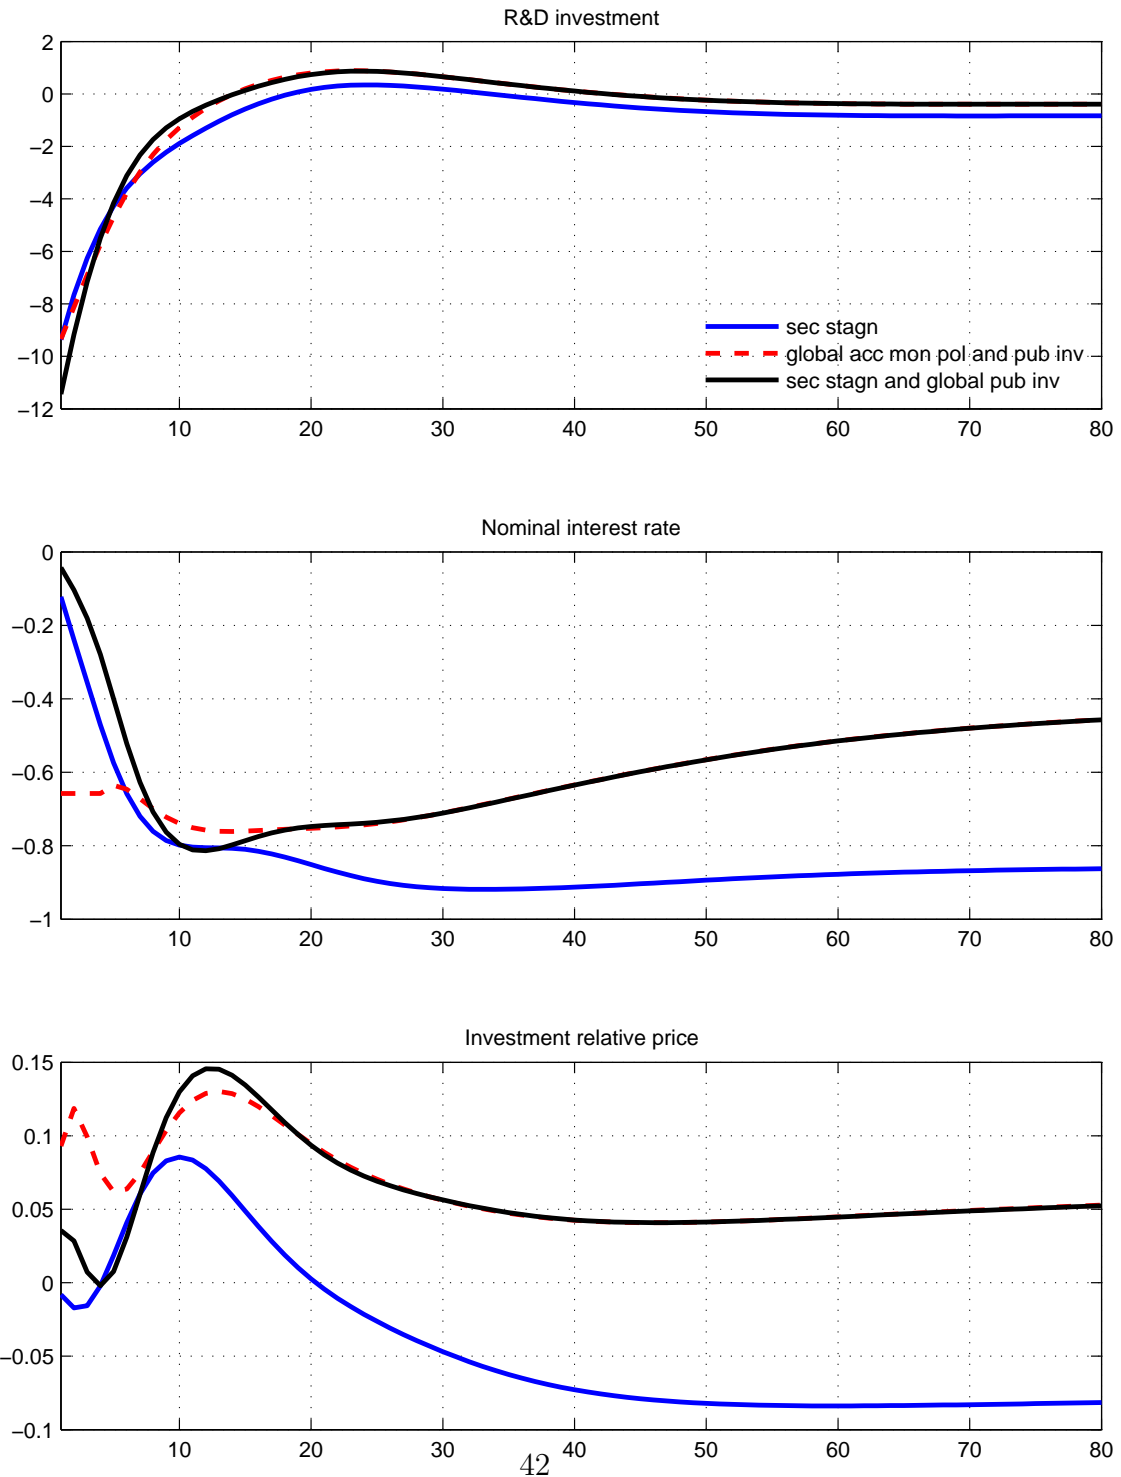 R&D investment
2
0
−2
−4
−6
−8
−10
−12
sec stagn
global acc mon pol and pub inv
sec stagn and global pub inv
10 20 30 40 50 60 70 80
Nominal interest rate
0
−0.2
−0.4
−0.6
−0.8
−1
10 20 30 40 50 60 70 80
Investment relative price
0.15
0.1
0.05
0
−0.05
−0.1
10 20 30 40 50 60 70 80
42